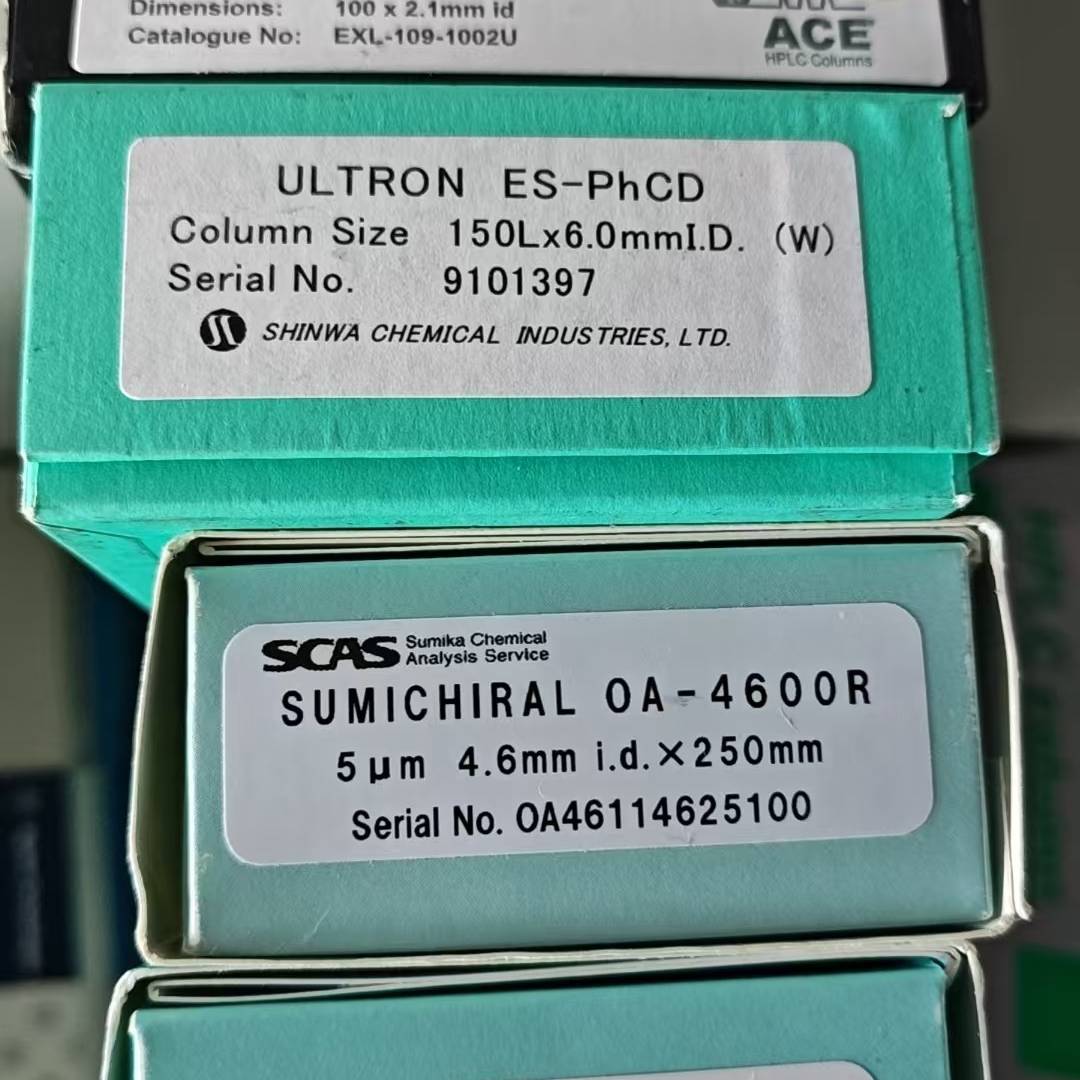 Dimensions: 100 x 2.1mm id
Catalogue No: EXL-109-1002U
ACE
HPLC Columns
ULTRON ES-PhCD
Column Size 150Lx6.0mmI.D. (W)
Serial No. 9101397
SHINWA CHEMICAL INDUSTRIES, LTD.
SCAS Sumika Chemical
Analysis Service
SUMICHIRAL OA-4600R
5μm 4.6mm i.d.×250mm
Serial No. OA46114625100